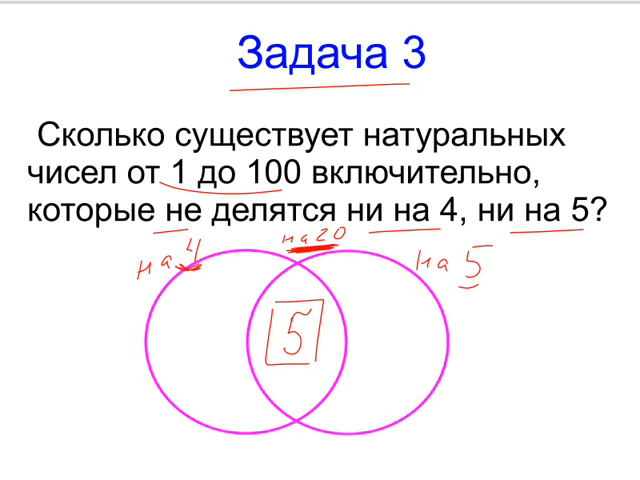 Задача 3
Сколько существует натуральных
чисел от 1 до 100 включительно,
которые не делятся ни на 4, ни на 5?
на 4
на 20
на 5
5